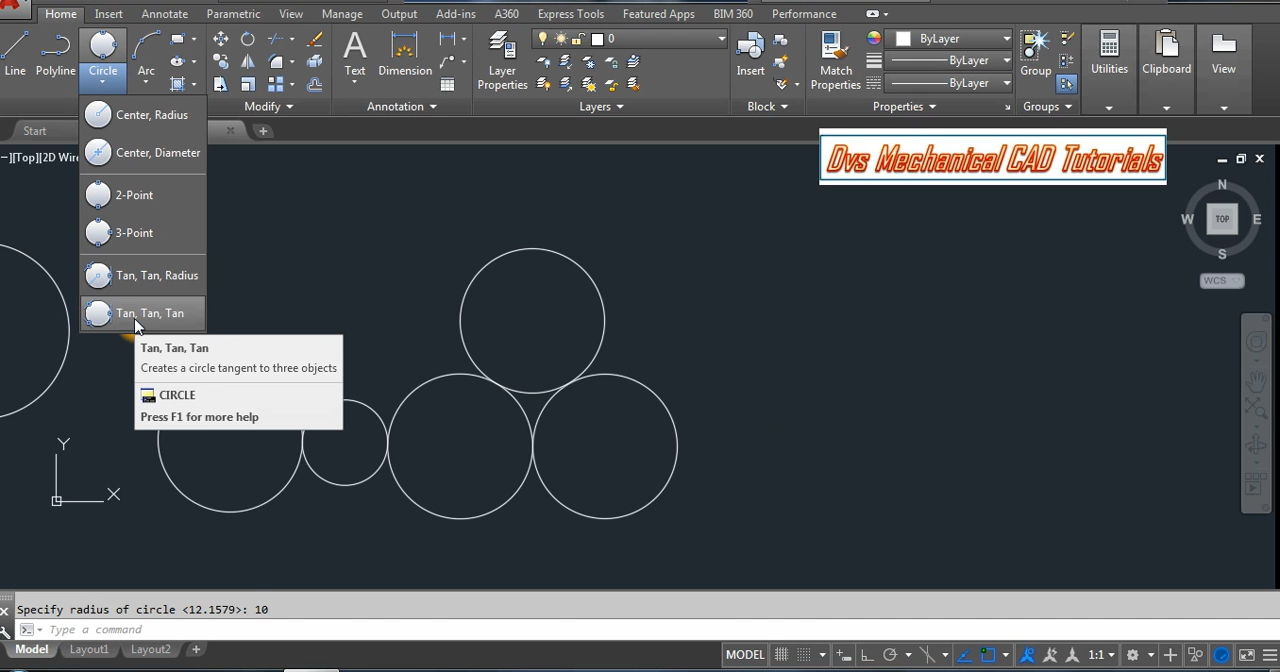 Home Insert Annotate Parametric View Manage Output Add-ins A360 Express Tools Featured Apps BIM 360 Performance
Line Polyline Circle Arc Text Dimension Layer Properties 0 Insert Match Properties ByLayer Group Utilities Clipboard View
ByLayer
ByLayer
Modify Annotation Layers Block Properties Groups
Center, Radius
Center, Diameter
2-Point
3-Point
Tan, Tan, Radius
Tan, Tan, Tan
Start
–][Top][2D Wire
Dvs Mechanical CAD Tutorials
N
W TOP E
S
WCS
Tan, Tan, Tan
Creates a circle tangent to three objects
CIRCLE
Press F1 for more help
Y
X
Specify radius of circle <12.1579>: 10
Type a command
Model Layout1 Layout2 +
MODEL 1:1